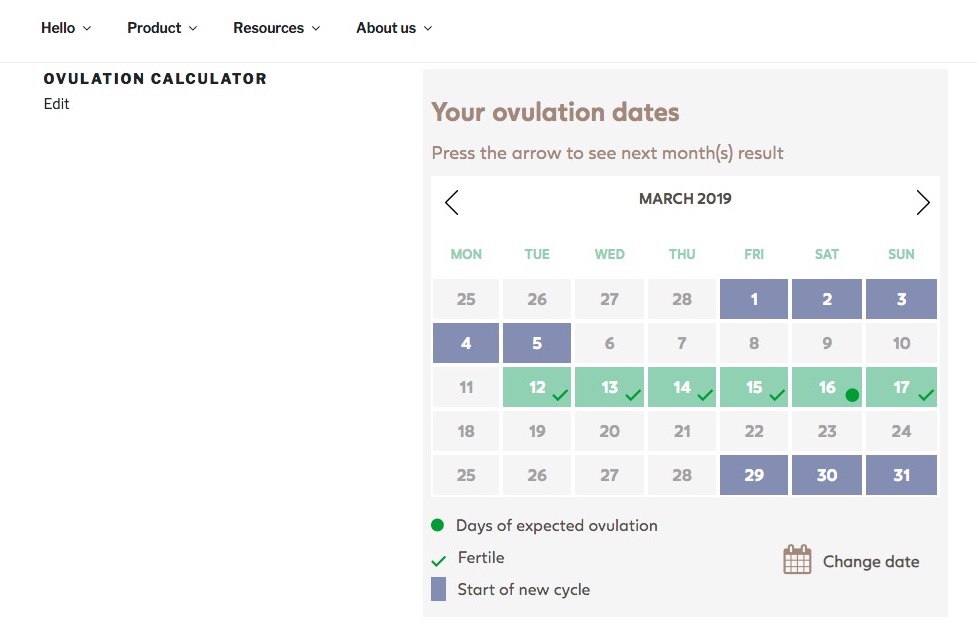 Hello Product Resources About us
OVULATION CALCULATOR
Edit
Your ovulation dates
Press the arrow to see next month(s) result
MARCH 2019
MON TUE WED THU FRI SAT SUN
25 26 27 28 1 2 3
4 5 6 7 8 9 10
11 12 13 14 15 16 17
18 19 20 21 22 23 24
25 26 27 28 29 30 31
Days of expected ovulation
Fertile
Change date
Start of new cycle